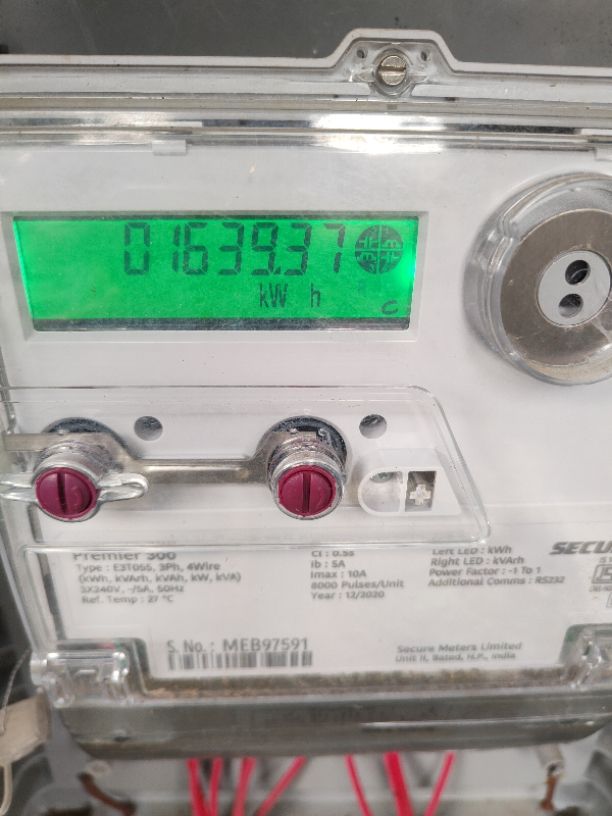 01639.37
kW h
Premier 300
Type : E3T055, 3Ph, 4Wire
(kWh, kVArh, kVAh, kW, kVA)
3X240V, -/5A, 50Hz
Ref. Temp : 27 °C
Cl : 0.5s
Ib : 5A
Imax : 10A
8000 Pulses/Unit
Year : 12/2020
Left LED : kWh
Right LED : kVArh
Power Factor : -1 To 1
Additional Comms : RS232
SECU
S. No. : MEB97591
Secure Meters Limited
Unit II, Batad, H.P., India